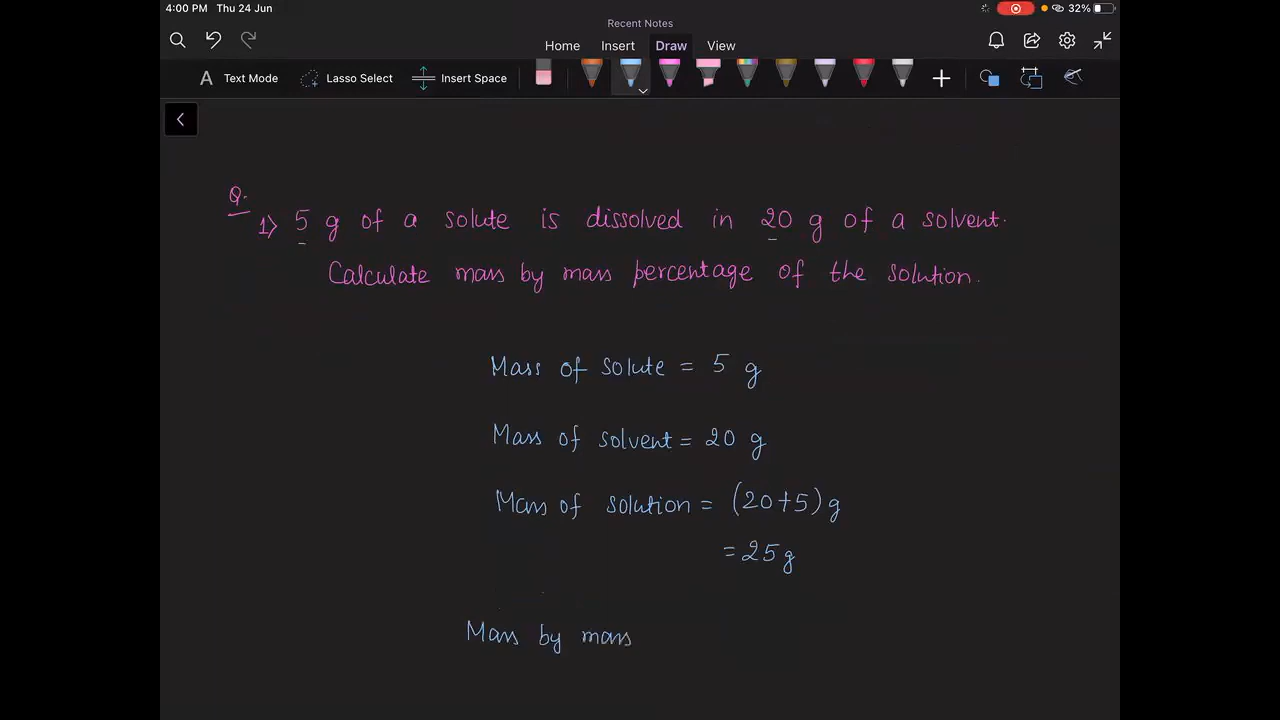 4:00 PM Thu 24 Jun
32%
Recent Notes
Home Insert Draw View
A Text Mode Lasso Select Insert Space
Q.
1) 5 g of a solute is dissolved in 20 g of a solvent.
Calculate mass by mass percentage of the solution.
Mass of solute = 5 g
Mass of solvent = 20 g
Mass of solution = (20+5) g
= 25 g
Mass by mass